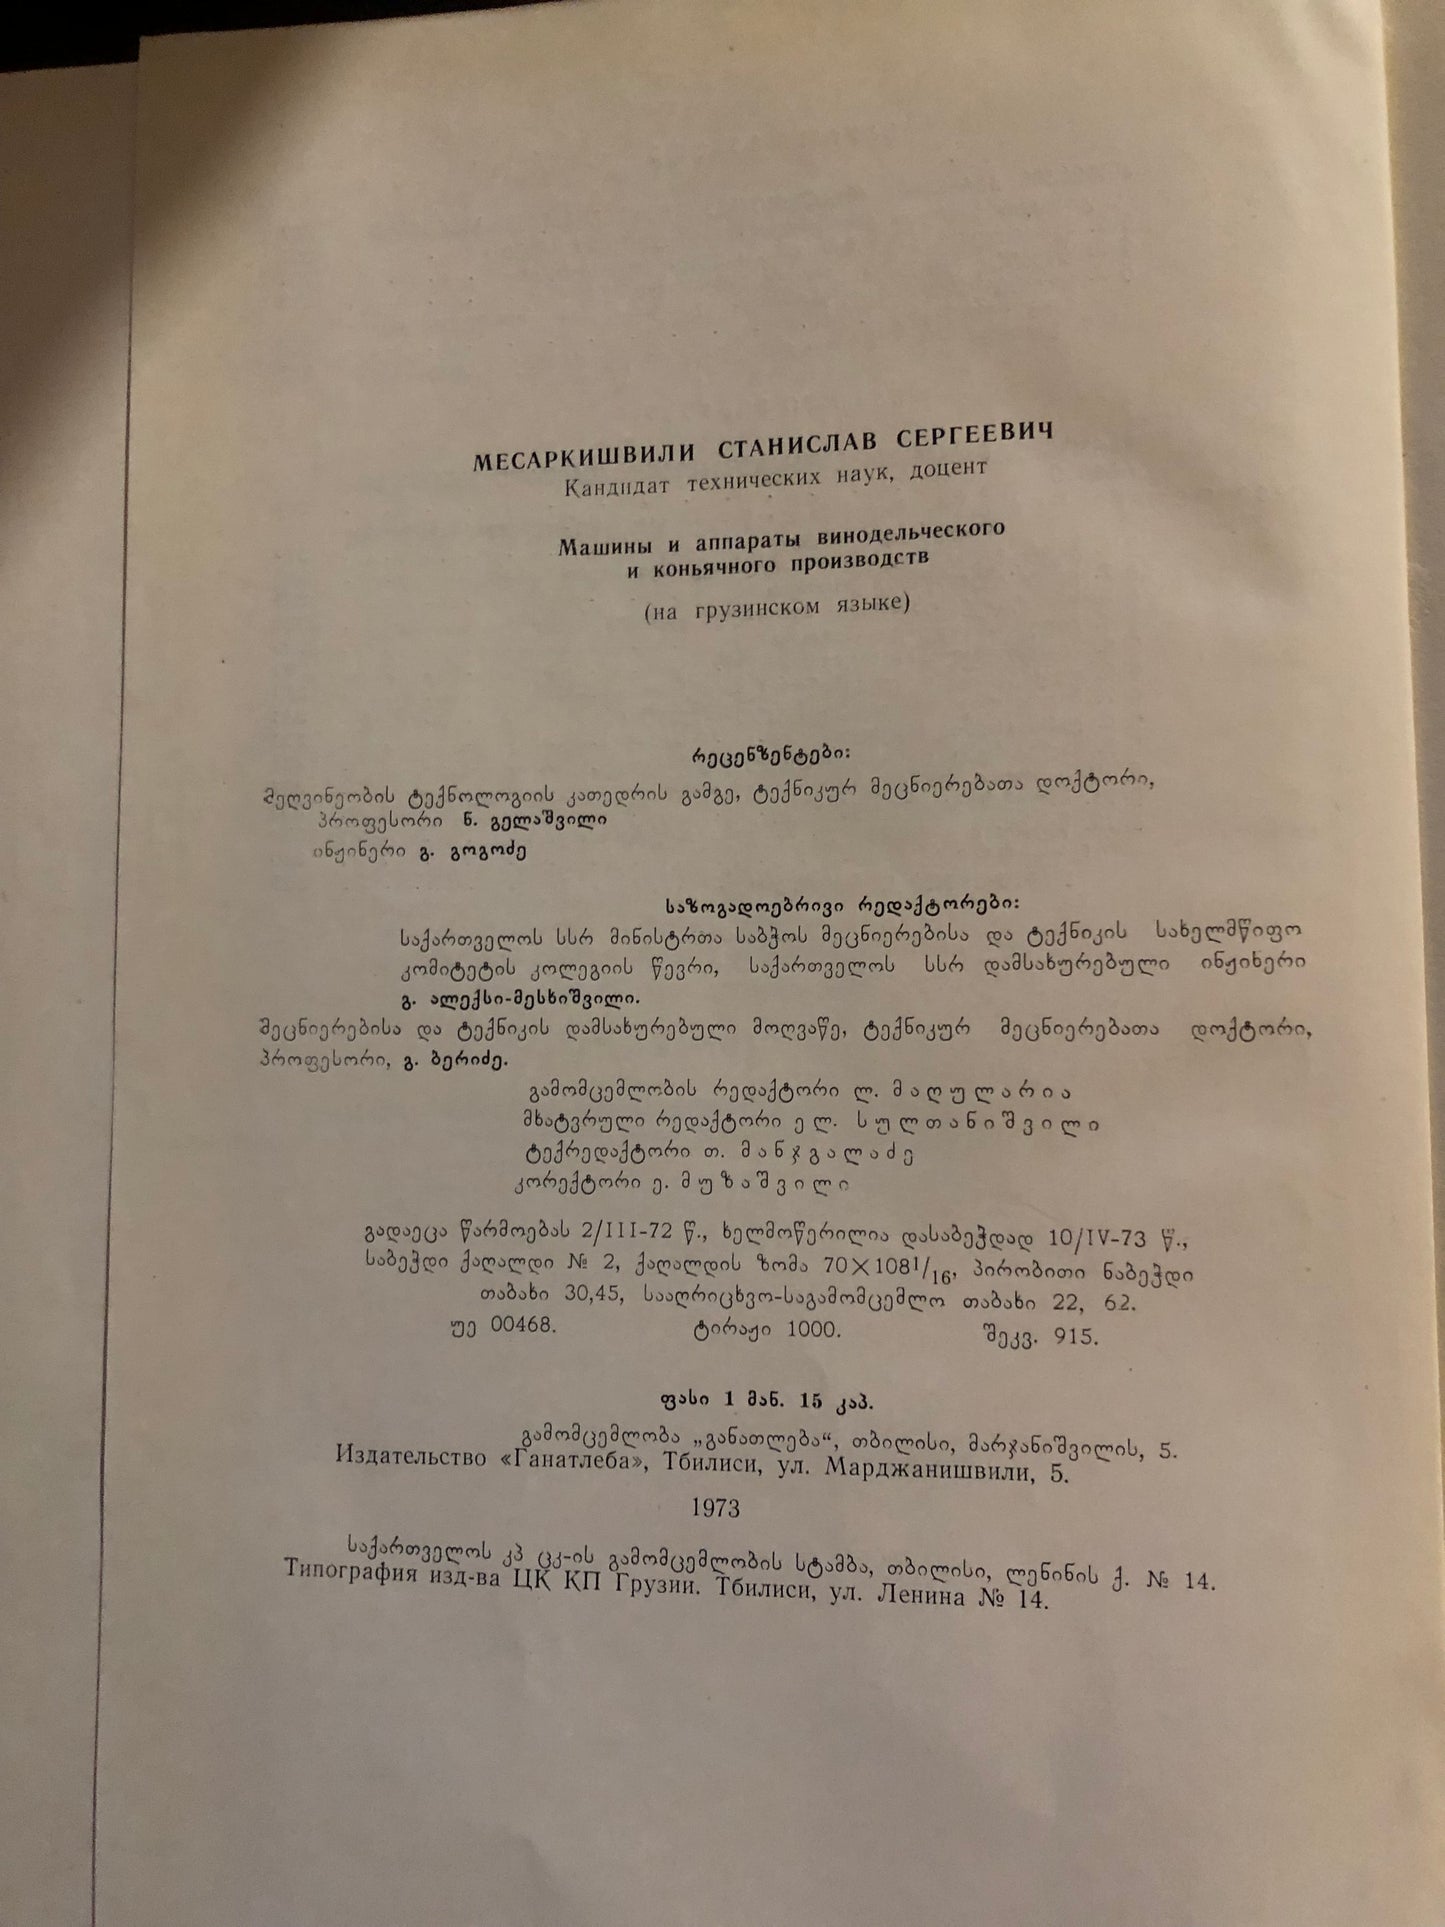 МЕСАРКИШВИЛИ СТАНИСЛАВ СЕРГЕЕВИЧ
Кандидат технических наук, доцент
Машины и аппараты винодельческого
и коньячного производств
(на грузинском языке)
რეცენზენტები:
მეღვინეობის ტექნოლოგიის კათედრის გამგე, ტექნიკურ მეცნიერებათა დოქტორი,
პროფესორი ნ. გელაშვილი
ინჟინერი გ. გოგოძე
საზოგადოებრივი რედაქტორები:
საქართველოს სსრ მინისტრთა საბჭოს მეცნიერებისა და ტექნიკის სახელმწიფო
კომიტეტის კოლეგიის წევრი, საქართველოს სსრ დამსახურებული ინჟინერი
გ. ალექსი-მესხიშვილი.
მეცნიერებისა და ტექნიკის დამსახურებული მოღვაწე, ტექნიკურ მეცნიერებათა დოქტორი,
პროფესორი, გ. ბერიძე.
გამომცემლობის რედაქტორი ლ. მაღულარია
მხატვრული რედაქტორი ელ. სულთანიშვილი
ტექრედაქტორი თ. მანჯგალაძე
კორექტორი ე. მუზაშვილი
გადაეცა წარმოებას 2/III-72 წ., ხელმოწერილია დასაბეჭდად 10/IV-73 წ.,
საბეჭდი ქაღალდი № 2, ქაღალდის ზომა 70×108¹/₁₆, პირობითი ნაბეჭდი
თაბახი 30,45, სააღრიცხვო-საგამომცემლო თაბახი 22, 62.
უე 00468. ტირაჟი 1000. შეკვ. 915.
ფასი 1 მან. 15 კაპ.
გამომცემლობა „განათლება“, თბილისი, მარჯანიშვილის, 5.
Издательство «Ганатлеба», Тбилиси, ул. Марджанишвили, 5.
1973
საქართველოს კპ ცკ-ის გამომცემლობის სტამბა, თბილისი, ლენინის ქ. № 14.
Типография изд-ва ЦК КП Грузии. Тбилиси, ул. Ленина № 14.